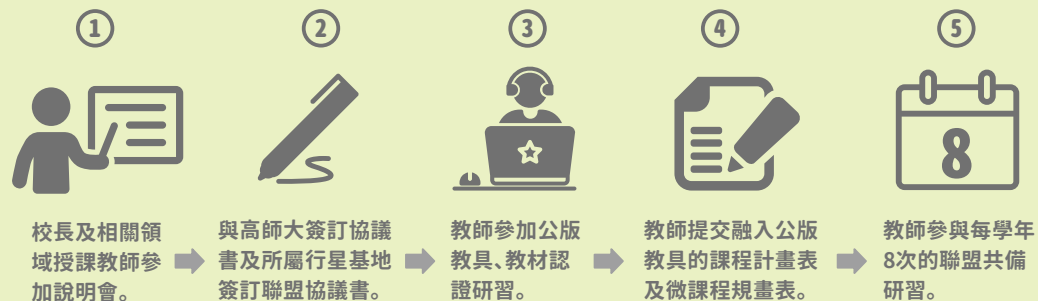 1
2
3
4
5
8
校長及相關領
域授課教師參
加說明會。
與高師大簽訂協議
書及所屬行星基地
簽訂聯盟協議書。
教師參加公版
教具、教材認
證研習。
教師提交融入公版
教具的課程計畫表
及微課程規畫表。
教師參與每學年
8次的聯盟共備
研習。